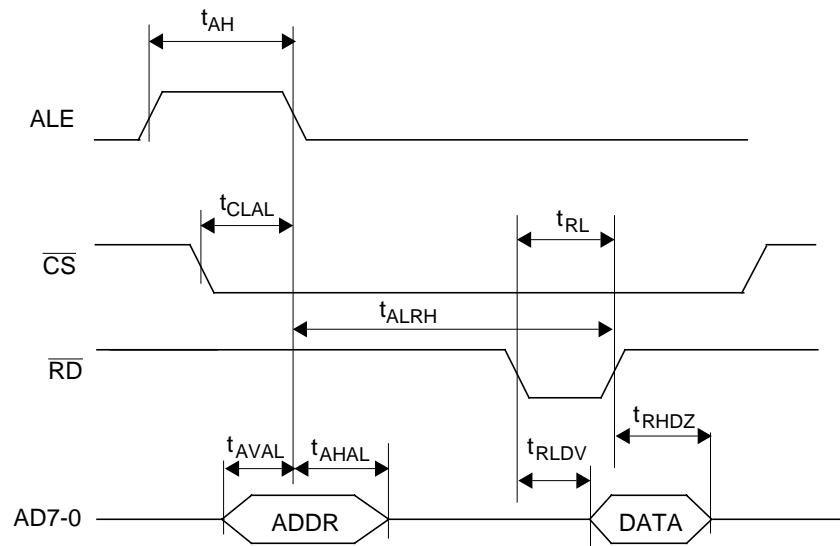 tAH
ALE
tCLAL
tRL
CS
tALRH
RD
tRHDZ
tAVAL
tAHAL
tRLDV
AD7-0
ADDR
DATA